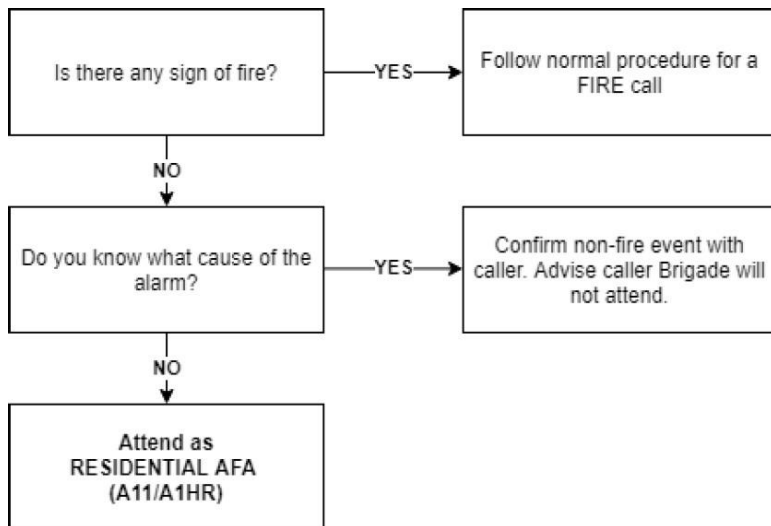 Is there any sign of fire?
YES
Follow normal procedure for a
FIRE call
NO
Do you know what cause of the
alarm?
YES
Confirm non-fire event with
caller. Advise caller Brigade will
not attend.
NO
Attend as
RESIDENTIAL AFA
(A11/A1HR)